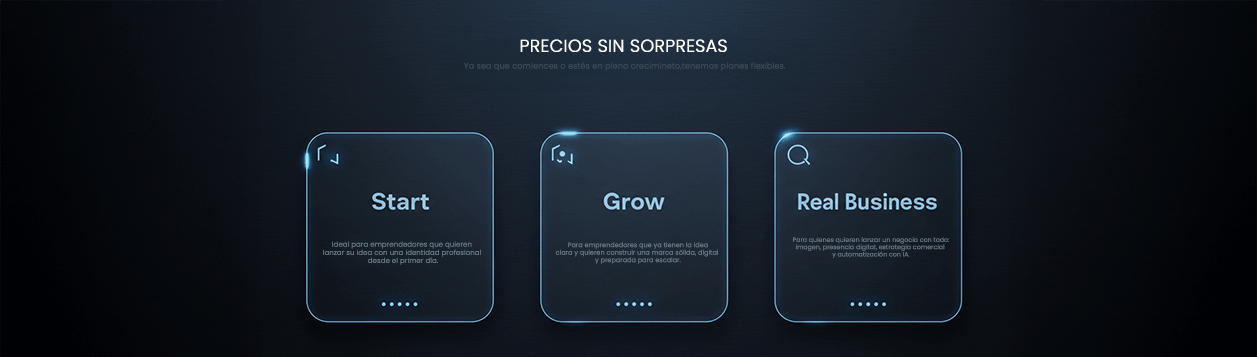 PRECIOS SIN SORPRESAS
Ya sea que comiences o estés en pleno crecimineto,tenemos planes flexibles.
Start
Ideal para emprendedores que quieren
lanzar su idea con una identidad profesional
desde el primer día.
Grow
Para emprendedores que ya tienen la idea
clara y quieren construir una marca sólida, digital
y preparada para escalar.
Real Business
Para quienes quieren lanzar un negocio con todo:
imagen, presencia digital, estrategia comercial
y automatización con IA.